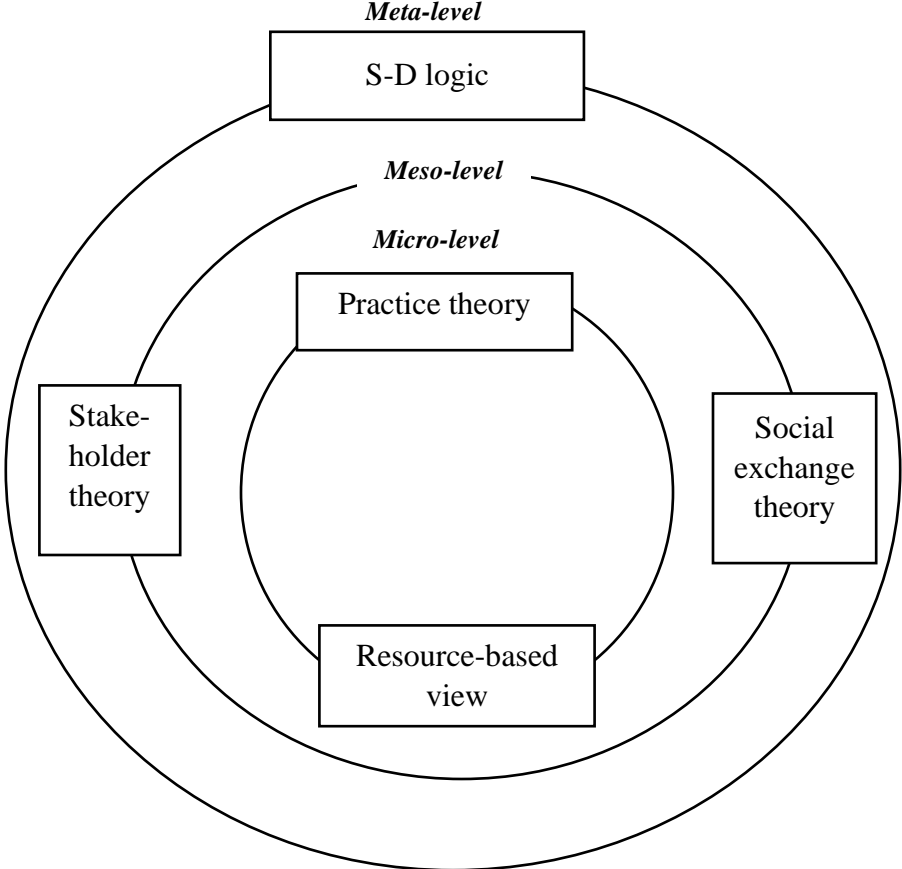 Meta-level
S-D logic
Meso-level
Micro-level
Practice theory
Stake-
holder
theory
Social
exchange
theory
Resource-based
view